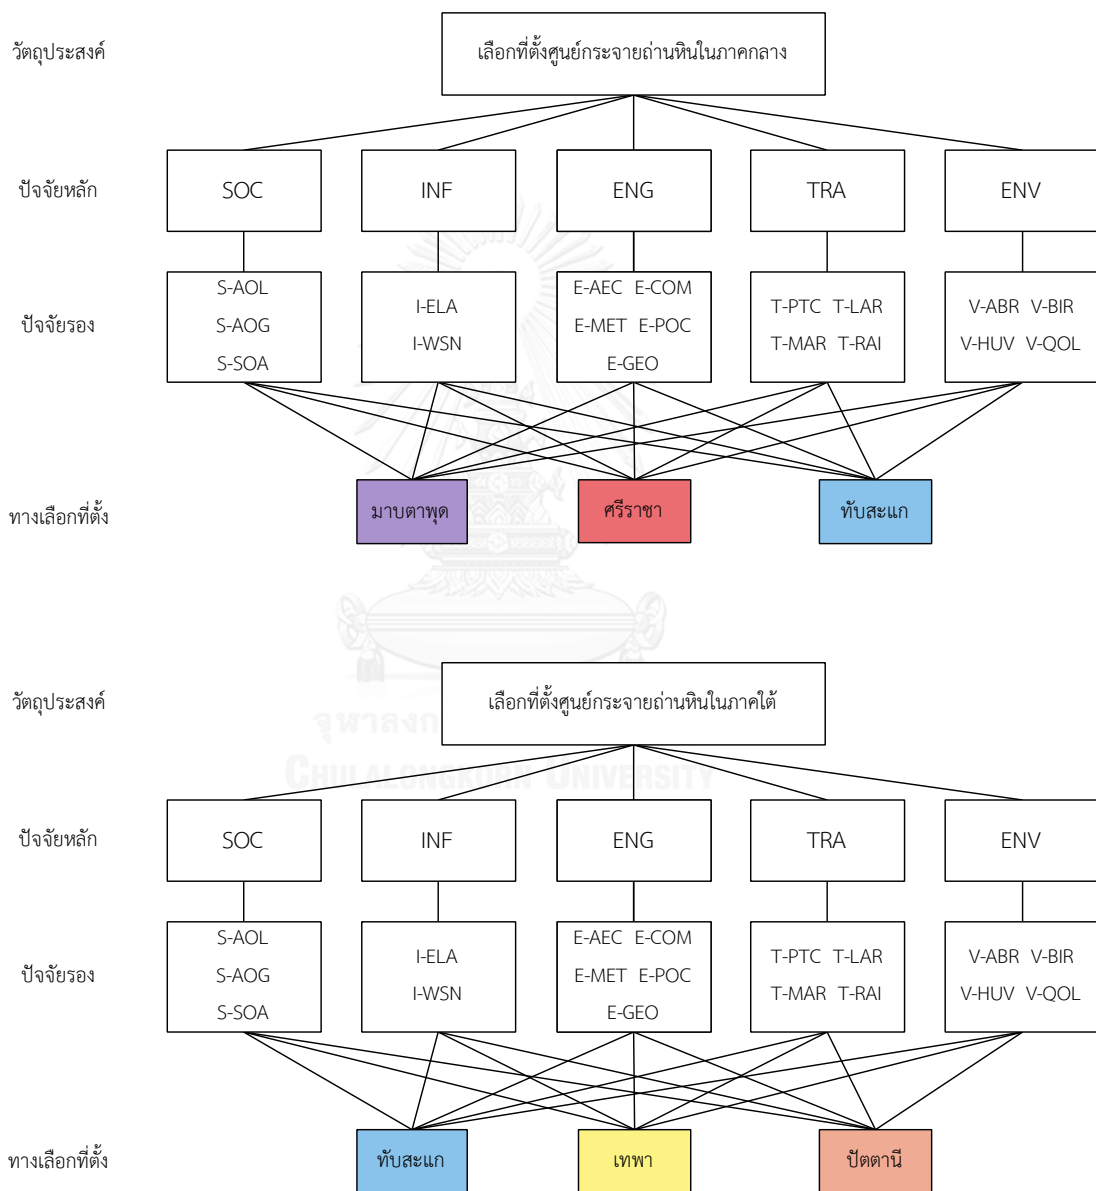 วัตถุประสงค์
เลือกที่ตั้งศูนย์กระจายถ่านหินในภาคกลาง
ปัจจัยหลัก
SOC INF ENG TRA ENV
ปัจจัยรอง
S-AOL
S-AOG
S-SOA
I-ELA
I-WSN
E-AEC E-COM
E-MET E-POC
E-GEO
T-PTC T-LAR
T-MAR T-RAI
V-ABR V-BIR
V-HUV V-QOL
ทางเลือกที่ตั้ง
มาบตาพุด ศรีราชา ทับสะแก
วัตถุประสงค์
เลือกที่ตั้งศูนย์กระจายถ่านหินในภาคใต้
จุฬาลงก
CHULALONGKORN UNIVERSITY
ปัจจัยหลัก
SOC INF ENG TRA ENV
ปัจจัยรอง
S-AOL
S-AOG
S-SOA
I-ELA
I-WSN
E-AEC E-COM
E-MET E-POC
E-GEO
T-PTC T-LAR
T-MAR T-RAI
V-ABR V-BIR
V-HUV V-QOL
ทางเลือกที่ตั้ง
ทับสะแก เทพา ปัตตานี